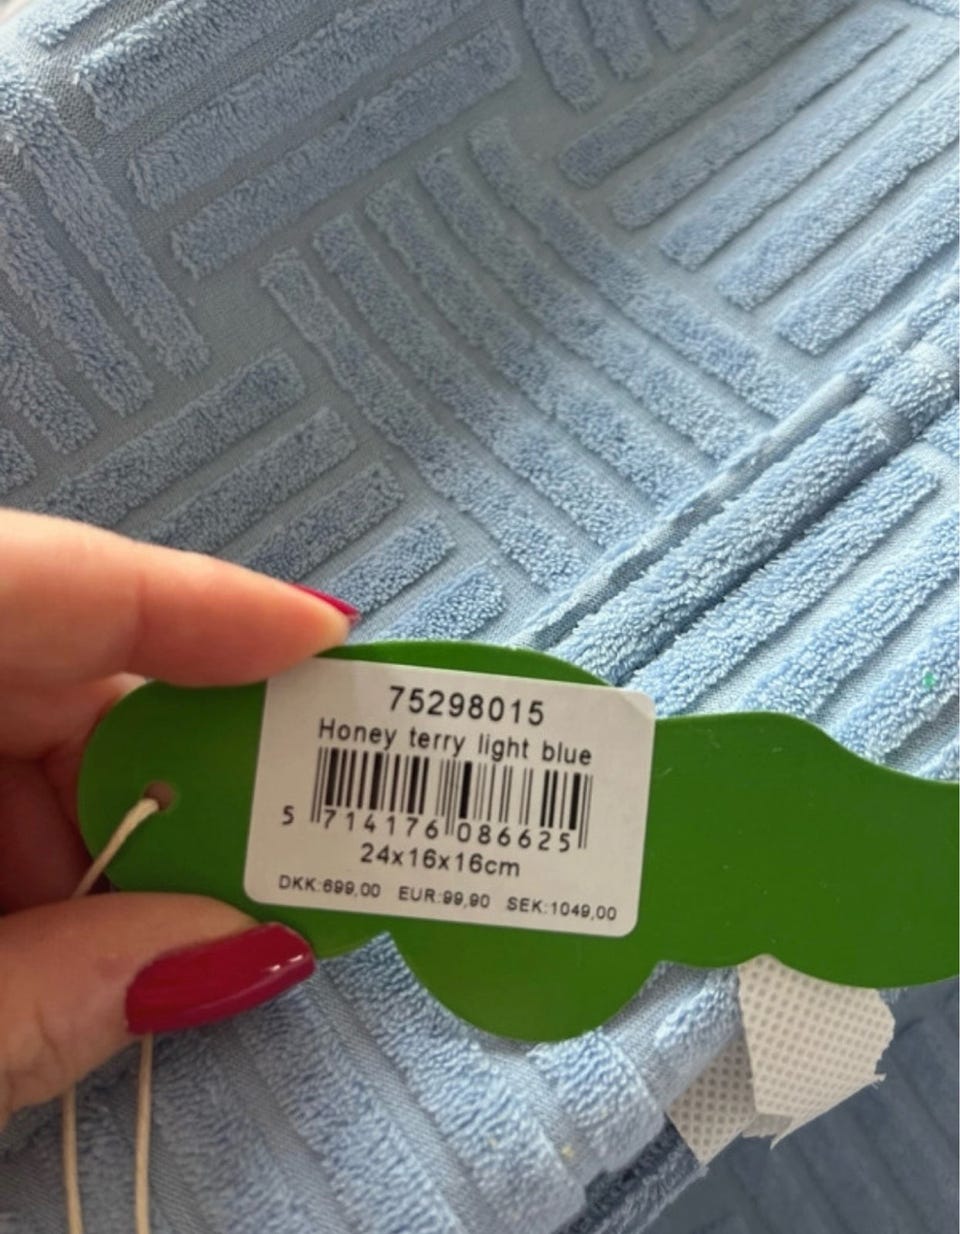 75298015
Honey terry light blue
5 714176 086625
24x16x16cm
DKK:699,00 EUR:99,90 SEK:1049,00